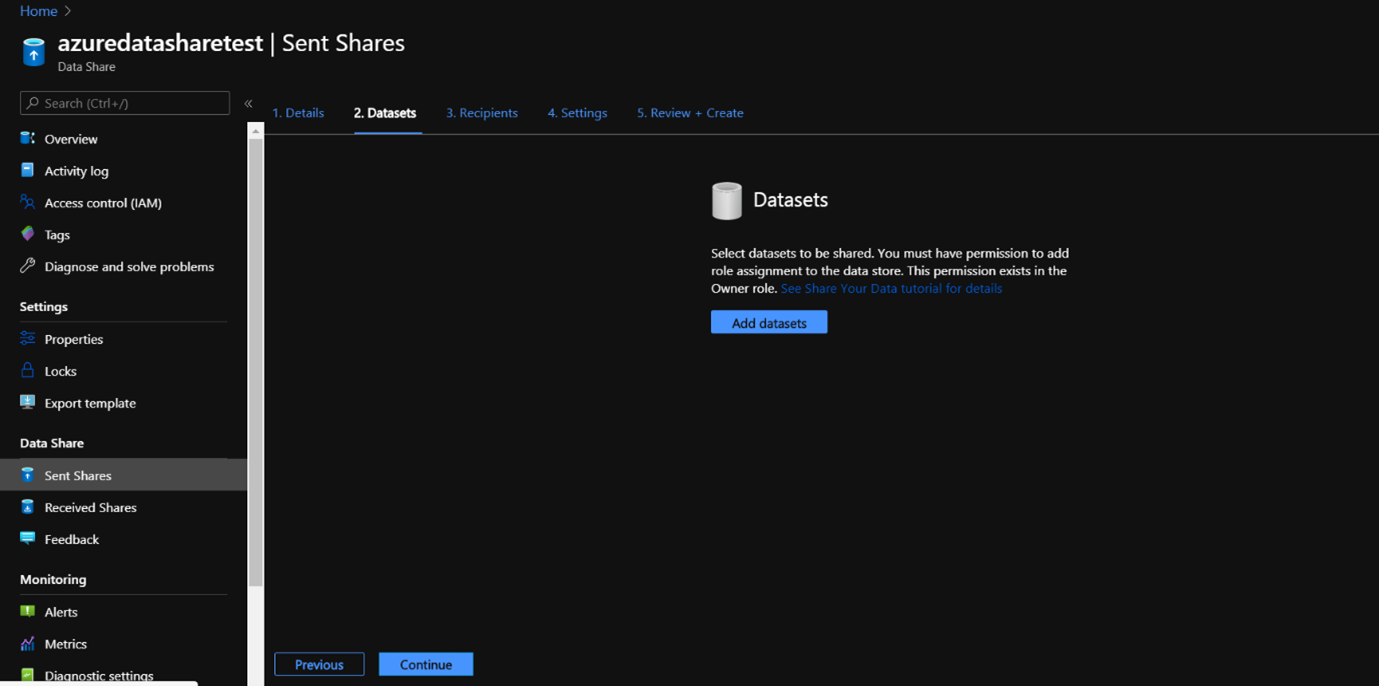 Home
azuredatasharetest | Sent Shares
Data Share
Search (Ctrl+/)
Overview
Activity log
Access control (IAM)
Tags
Diagnose and solve problems
Settings
Properties
Locks
Export template
Data Share
Sent Shares
Received Shares
Feedback
Monitoring
Alerts
Metrics
Diagnostic settings
1. Details 2. Datasets 3. Recipients 4. Settings 5. Review + Create
Datasets
Select datasets to be shared. You must have permission to add
role assignment to the data store. This permission exists in the
Owner role. See Share Your Data tutorial for details
Add datasets
Previous Continue